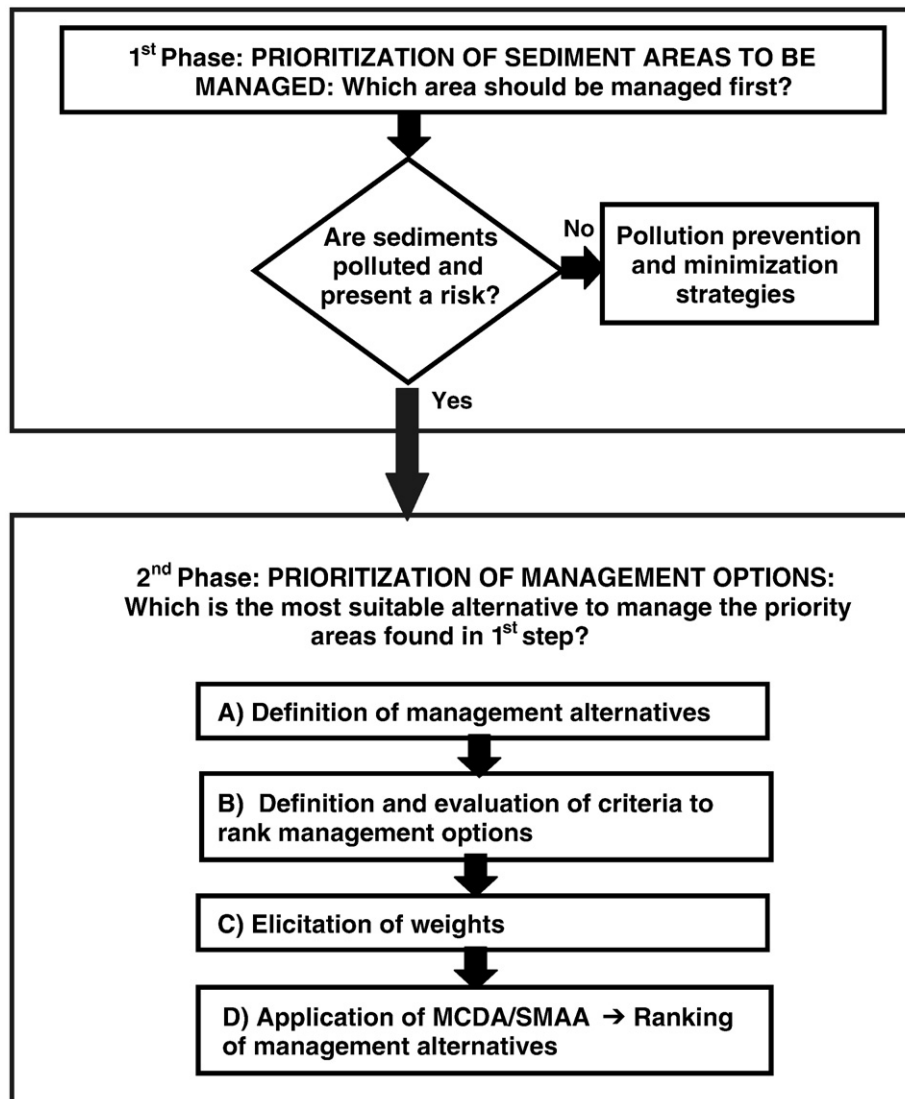 1st Phase: PRIORITIZATION OF SEDIMENT AREAS TO BE
MANAGED: Which area should be managed first?
Are sediments
polluted and
present a risk?
No
Pollution prevention
and minimization
strategies
Yes
2nd Phase: PRIORITIZATION OF MANAGEMENT OPTIONS:
Which is the most suitable alternative to manage the priority
areas found in 1st step?
A) Definition of management alternatives
B) Definition and evaluation of criteria to
rank management options
C) Elicitation of weights
D) Application of MCDA/SMAA ➔ Ranking
of management alternatives